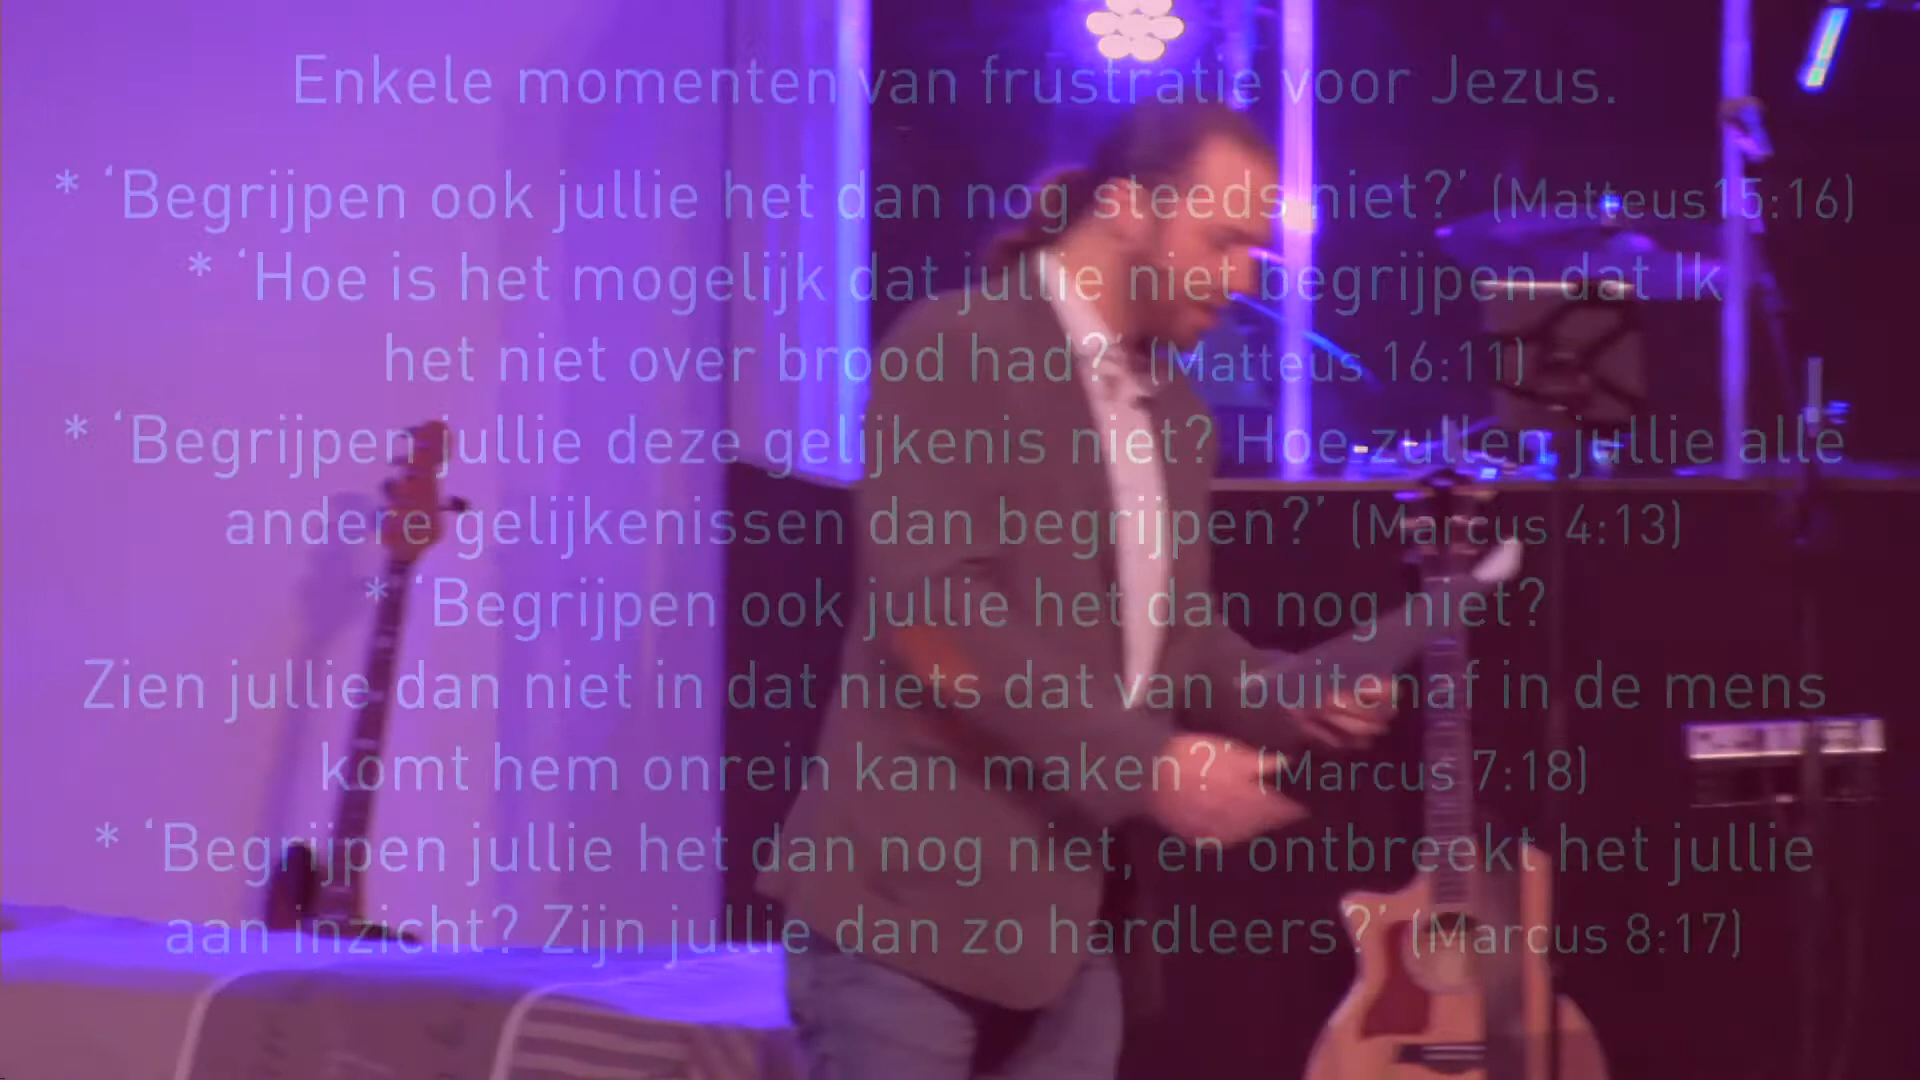 Enkele momenten van frustratie voor Jezus.
* ‘Begrijpen ook jullie het dan nog steeds niet?’ (Matteus 15:16)
* ‘Hoe is het mogelijk dat jullie niet begrijpen dat Ik
het niet over brood had?’ (Matteus 16:11)
* ‘Begrijpen jullie deze gelijkenis niet? Hoe zullen jullie alle
andere gelijkenissen dan begrijpen?’ (Marcus 4:13)
* ‘Begrijpen ook jullie het dan nog niet?
Zien jullie dan niet in dat niets dat van buitenaf in de mens
komt hem onrein kan maken?’ (Marcus 7:18)
* ‘Begrijpen jullie het dan nog niet, en ontbreekt het jullie
aan inzicht? Zijn jullie dan zo hardleers?’ (Marcus 8:17)